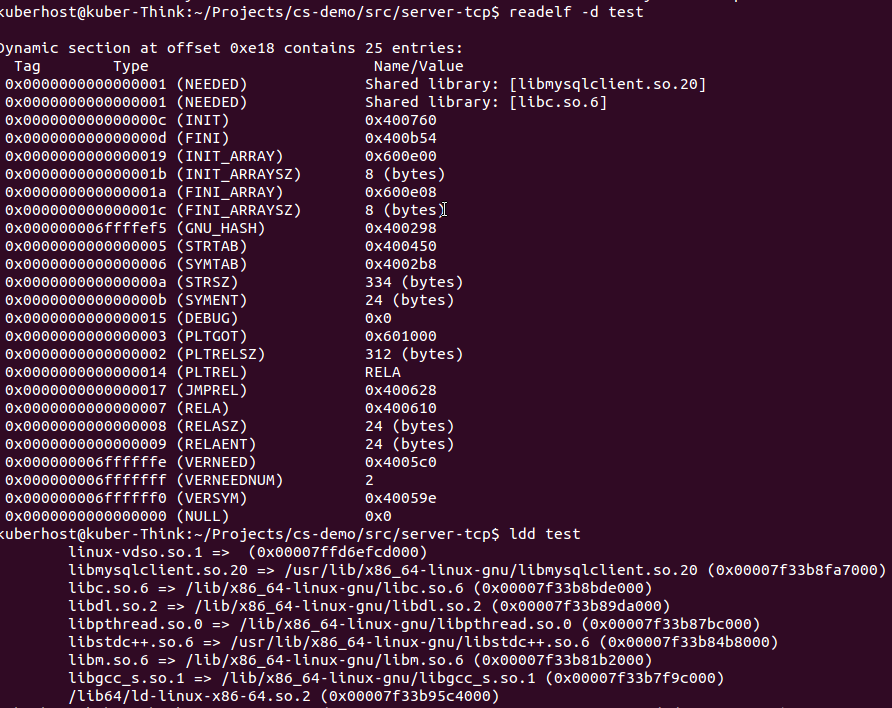 kuberhost@kuber-Think:~/Projects/cs-demo/src/server-tcp$ readelf -d test
Dynamic section at offset 0xe18 contains 25 entries:
  Tag        Type                         Name/Value
 0x0000000000000001 (NEEDED)             Shared library: [libmysqlclient.so.20]
 0x0000000000000001 (NEEDED)             Shared library: [libc.so.6]
 0x000000000000000c (INIT)               0x400760
 0x000000000000000d (FINI)               0x400b54
 0x0000000000000019 (INIT_ARRAY)         0x600e00
 0x000000000000001b (INIT_ARRAYSZ)       8 (bytes)
 0x000000000000001a (FINI_ARRAY)         0x600e08
 0x000000000000001c (FINI_ARRAYSZ)       8 (bytes)
 0x000000006ffffef5 (GNU_HASH)           0x400298
 0x0000000000000005 (STRTAB)             0x400450
 0x0000000000000006 (SYMTAB)             0x4002b8
 0x000000000000000a (STRSZ)              334 (bytes)
 0x000000000000000b (SYMENT)             24 (bytes)
 0x0000000000000015 (DEBUG)              0x0
 0x0000000000000003 (PLTGOT)             0x601000
 0x0000000000000002 (PLTRELSZ)           312 (bytes)
 0x0000000000000014 (PLTREL)             RELA
 0x0000000000000017 (JMPREL)             0x400628
 0x0000000000000007 (RELA)               0x400610
 0x0000000000000008 (RELASZ)             24 (bytes)
 0x0000000000000009 (RELAENT)            24 (bytes)
 0x000000006ffffffe (VERNEED)            0x4005c0
 0x000000006fffffff (VERNEEDNUM)         2
 0x000000006ffffff0 (VERSYM)             0x40059e
 0x0000000000000000 (NULL)               0x0
kuberhost@kuber-Think:~/Projects/cs-demo/src/server-tcp$ ldd test
        linux-vdso.so.1 =>  (0x00007ffd6efcd000)
        libmysqlclient.so.20 => /usr/lib/x86_64-linux-gnu/libmysqlclient.so.20 (0x00007f33b8fa7000)
        libc.so.6 => /lib/x86_64-linux-gnu/libc.so.6 (0x00007f33b8bde000)
        libdl.so.2 => /lib/x86_64-linux-gnu/libdl.so.2 (0x00007f33b89da000)
        libpthread.so.0 => /lib/x86_64-linux-gnu/libpthread.so.0 (0x00007f33b87bc000)
        libstdc++.so.6 => /usr/lib/x86_64-linux-gnu/libstdc++.so.6 (0x00007f33b84b8000)
        libm.so.6 => /lib/x86_64-linux-gnu/libm.so.6 (0x00007f33b81b2000)
        libgcc_s.so.1 => /lib/x86_64-linux-gnu/libgcc_s.so.1 (0x00007f33b7f9c000)
        /lib64/ld-linux-x86-64.so.2 (0x00007f33b95c4000)